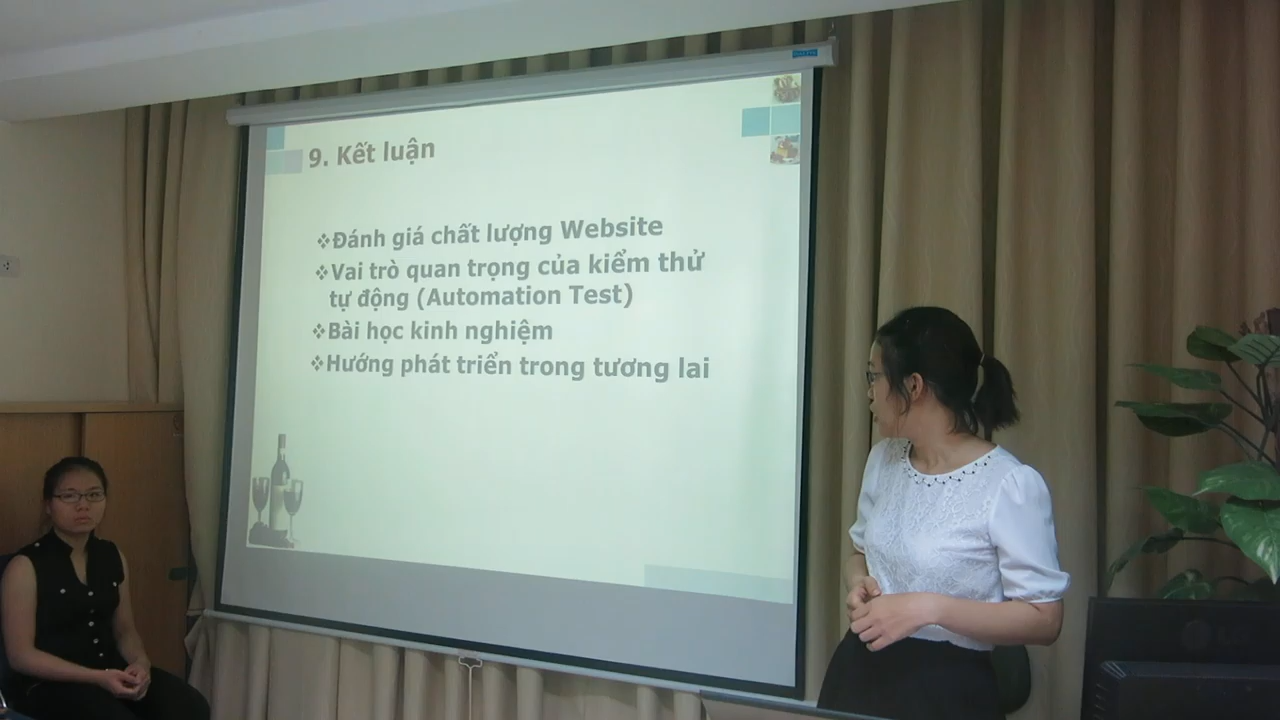 9. Kết luận
❖Đánh giá chất lượng Website
❖Vai trò quan trọng của kiểm thử
tự động (Automation Test)
❖Bài học kinh nghiệm
❖Hướng phát triển trong tương lai